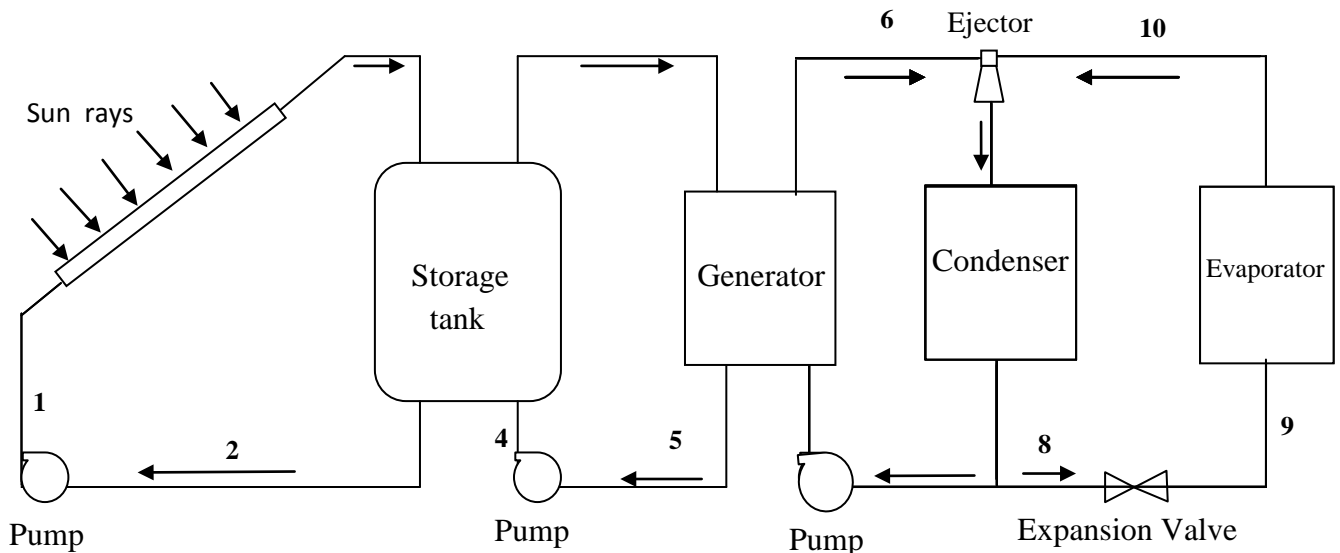 6
Ejector
10
Sun rays
Storage
tank
Generator
Condenser
Evaporator
1
2
4
5
8
9
Pump
Pump
Pump
Expansion Valve